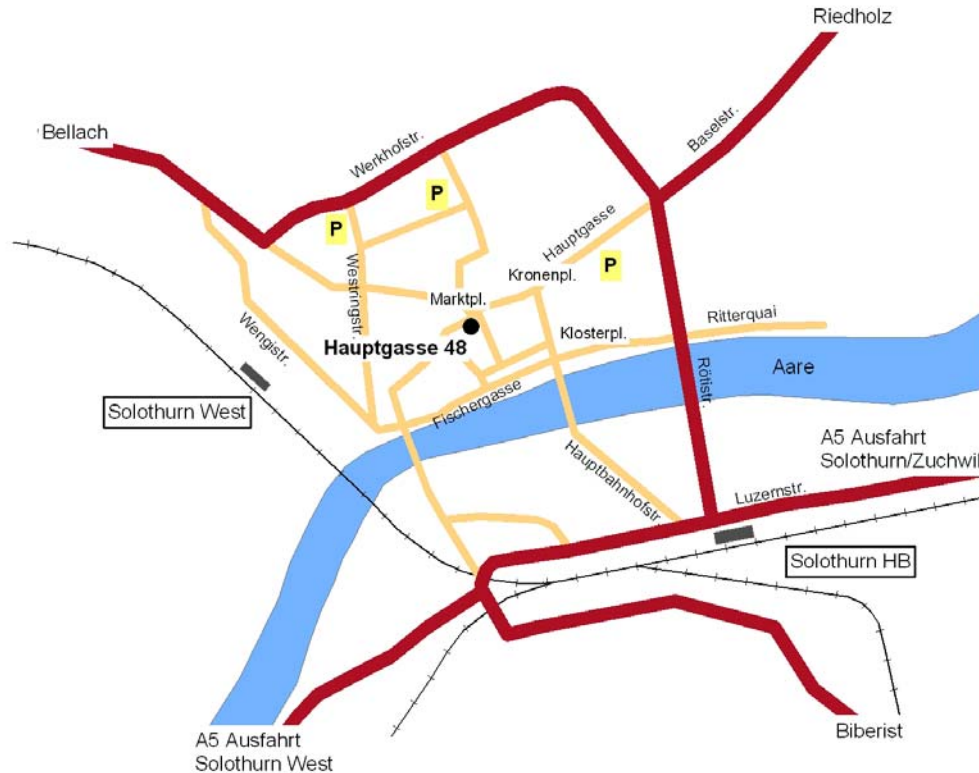 Riedholz
Bellach
Baselstr.
Werkhofstr.
P
P
Hauptgasse
P
Kronenpl.
Westringstr.
Marktpl.
Klosterpl.
Ritterquai
Hauptgasse 48
Wengistr.
Aare
Rötistr.
Fischergasse
Solothurn West
A5 Ausfahrt
Solothurn/Zuchwil
Hauptbahnhofstr.
Luzernstr.
Solothurn HB
Biberist
A5 Ausfahrt
Solothurn West